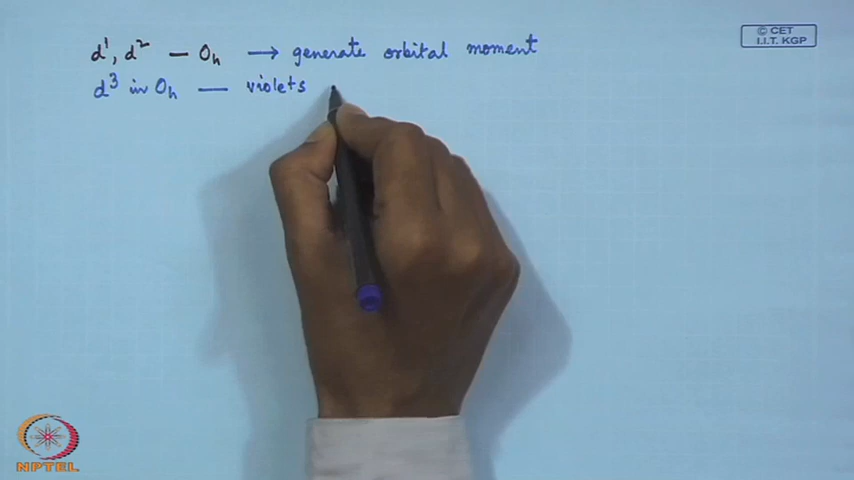 d¹, d² — Oₕ → generate orbital moment
d³ in Oₕ — violets
© CET
I.I.T. KGP
NPTEL